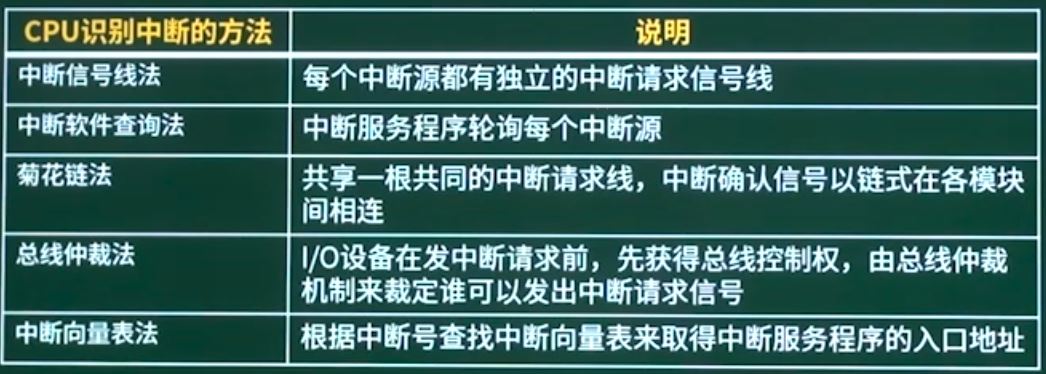 CPU识别中断的方法 说明
中断信号线法 每个中断源都有独立的中断请求信号线
中断软件查询法 中断服务程序轮询每个中断源
菊花链法 共享一根共同的中断请求线，中断确认信号以链式在各模块
间相连
总线仲裁法 I/O设备在发中断请求前，先获得总线控制权，由总线仲裁
机制来裁定谁可以发出中断请求信号
中断向量表法 根据中断号查找中断向量表来取得中断服务程序的入口地址